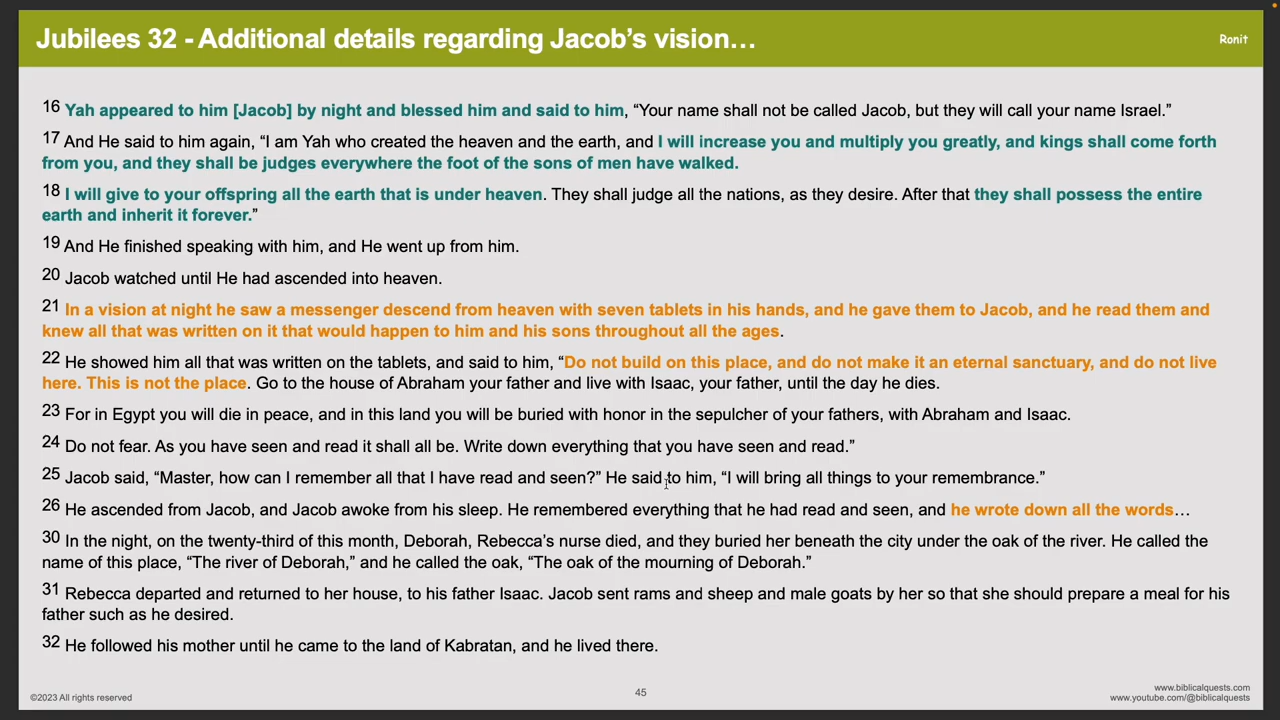 Jubilees 32 - Additional details regarding Jacob's vision…
Ronit
16 Yah appeared to him [Jacob] by night and blessed him and said to him, “Your name shall not be called Jacob, but they will call your name Israel.”
17 And He said to him again, “I am Yah who created the heaven and the earth, and I will increase you and multiply you greatly, and kings shall come forth
from you, and they shall be judges everywhere the foot of the sons of men have walked.
18 I will give to your offspring all the earth that is under heaven. They shall judge all the nations, as they desire. After that they shall possess the entire
earth and inherit it forever.”
19 And He finished speaking with him, and He went up from him.
20 Jacob watched until He had ascended into heaven.
21 In a vision at night he saw a messenger descend from heaven with seven tablets in his hands, and he gave them to Jacob, and he read them and
knew all that was written on it that would happen to him and his sons throughout all the ages.
22 He showed him all that was written on the tablets, and said to him, “Do not build on this place, and do not make it an eternal sanctuary, and do not live
here. This is not the place. Go to the house of Abraham your father and live with Isaac, your father, until the day he dies.
23 For in Egypt you will die in peace, and in this land you will be buried with honor in the sepulcher of your fathers, with Abraham and Isaac.
24 Do not fear. As you have seen and read it shall all be. Write down everything that you have seen and read.”
25 Jacob said, “Master, how can I remember all that I have read and seen?” He said to him, “I will bring all things to your remembrance.”
26 He ascended from Jacob, and Jacob awoke from his sleep. He remembered everything that he had read and seen, and he wrote down all the words…
30 In the night, on the twenty-third of this month, Deborah, Rebecca's nurse died, and they buried her beneath the city under the oak of the river. He called the
name of this place, “The river of Deborah,” and he called the oak, “The oak of the mourning of Deborah.”
31 Rebecca departed and returned to her house, to his father Isaac. Jacob sent rams and sheep and male goats by her so that she should prepare a meal for his
father such as he desired.
32 He followed his mother until he came to the land of Kabratan, and he lived there.
©2023 All rights reserved
45
www.biblicalquests.com
www.youtube.com/@biblicalquests